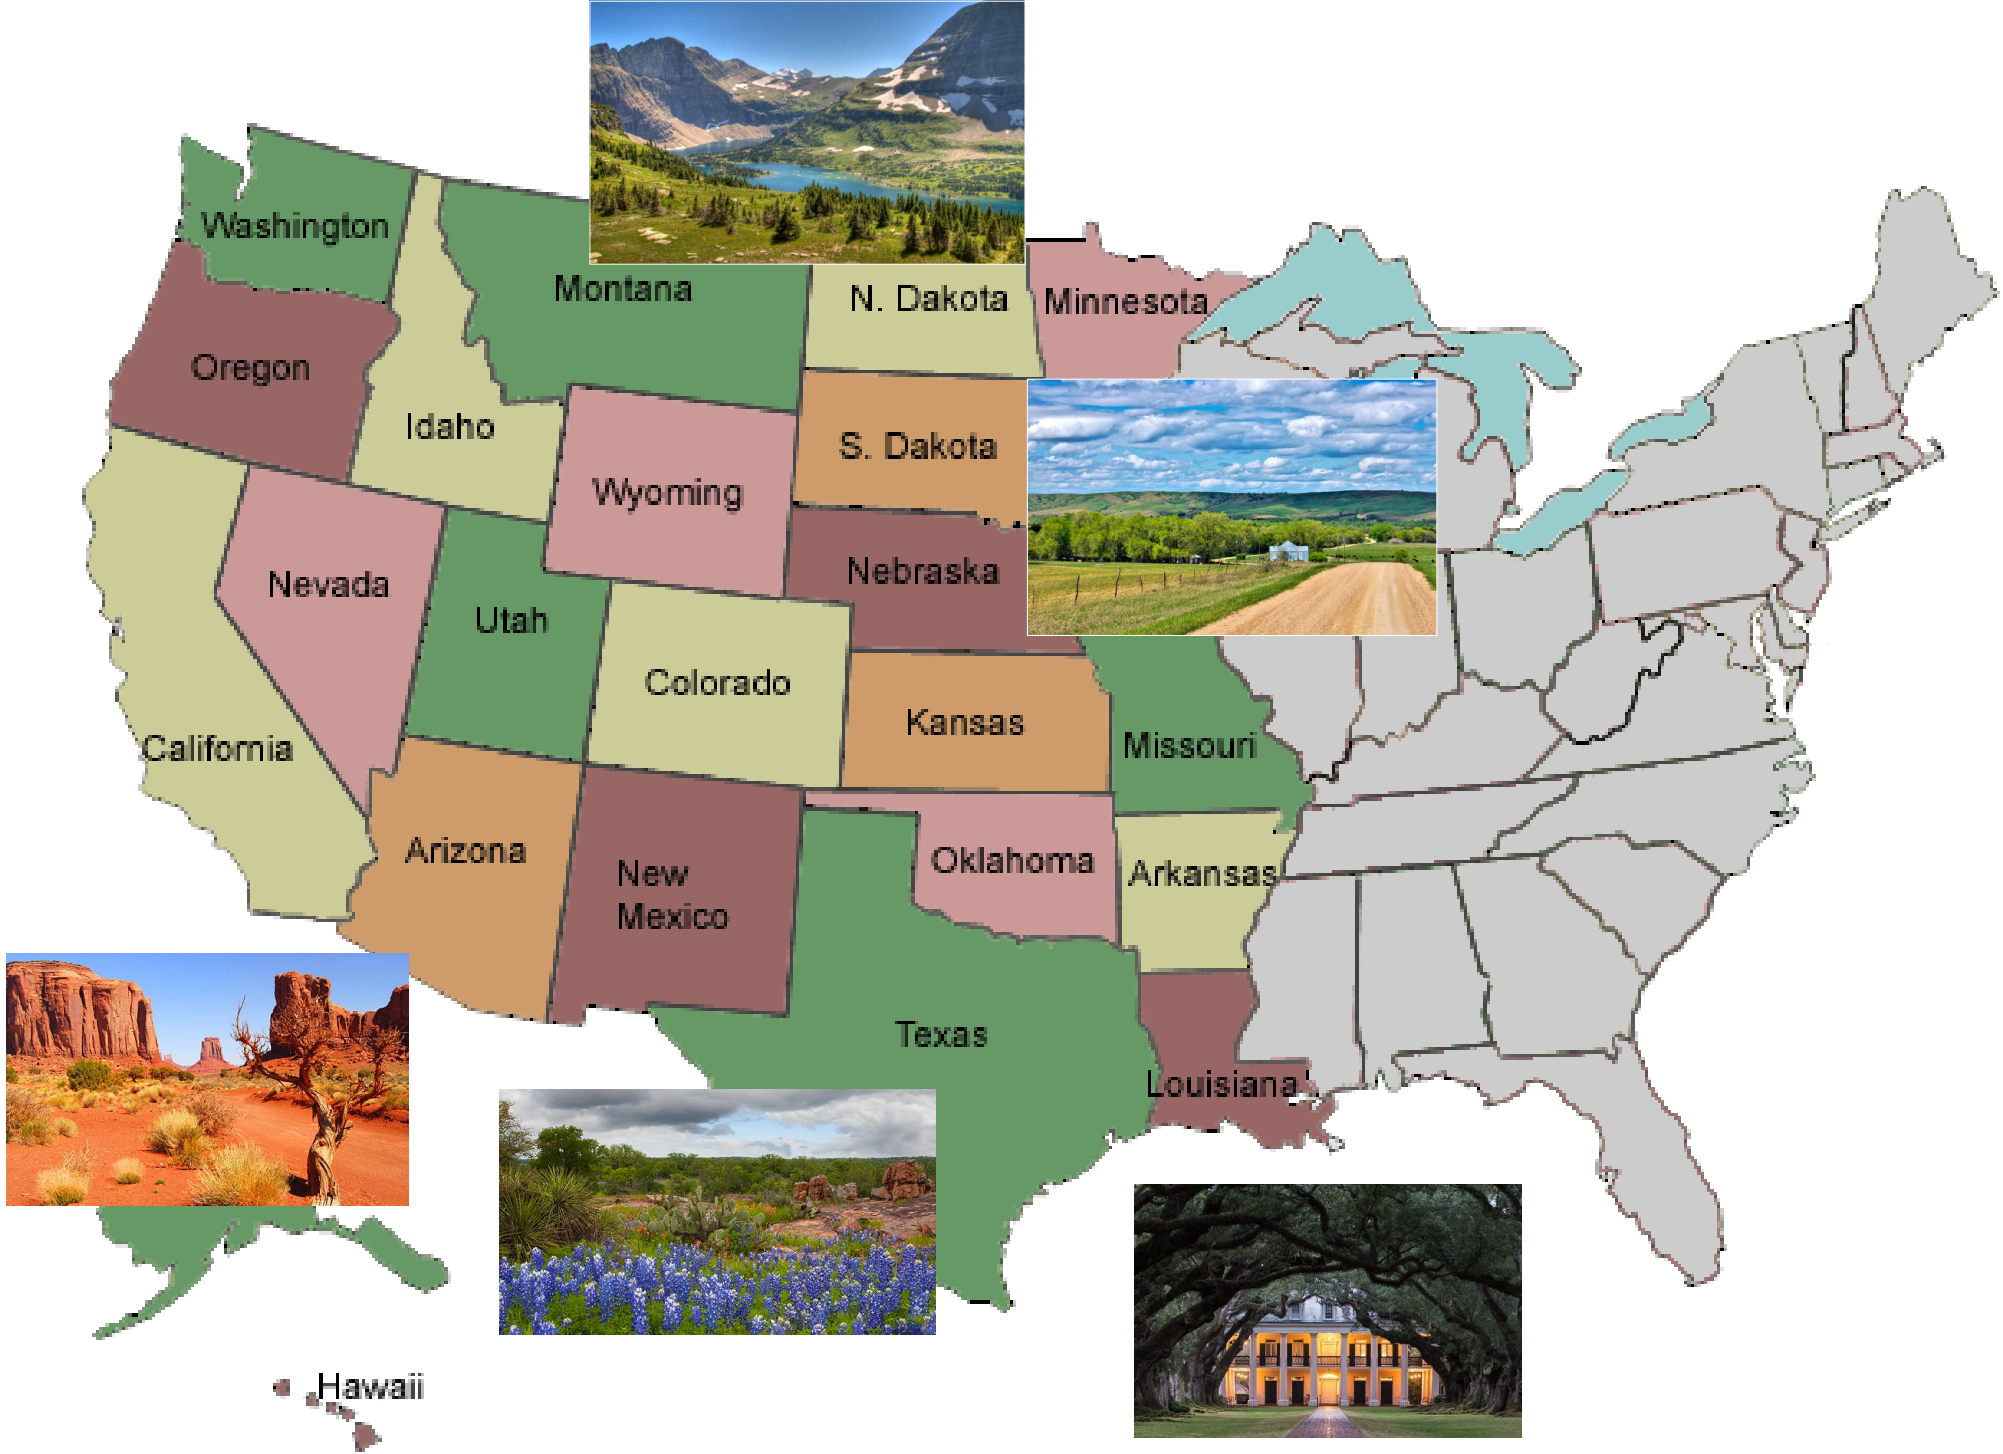 Washington
Montana
N. Dakota
Minnesota
Oregon
Idaho
S. Dakota
Wyoming
Nebraska
Nevada
Utah
Colorado
Kansas
California
Missouri
Arizona
New
Mexico
Oklahoma
Arkansas
Texas
Louisiana
Hawaii